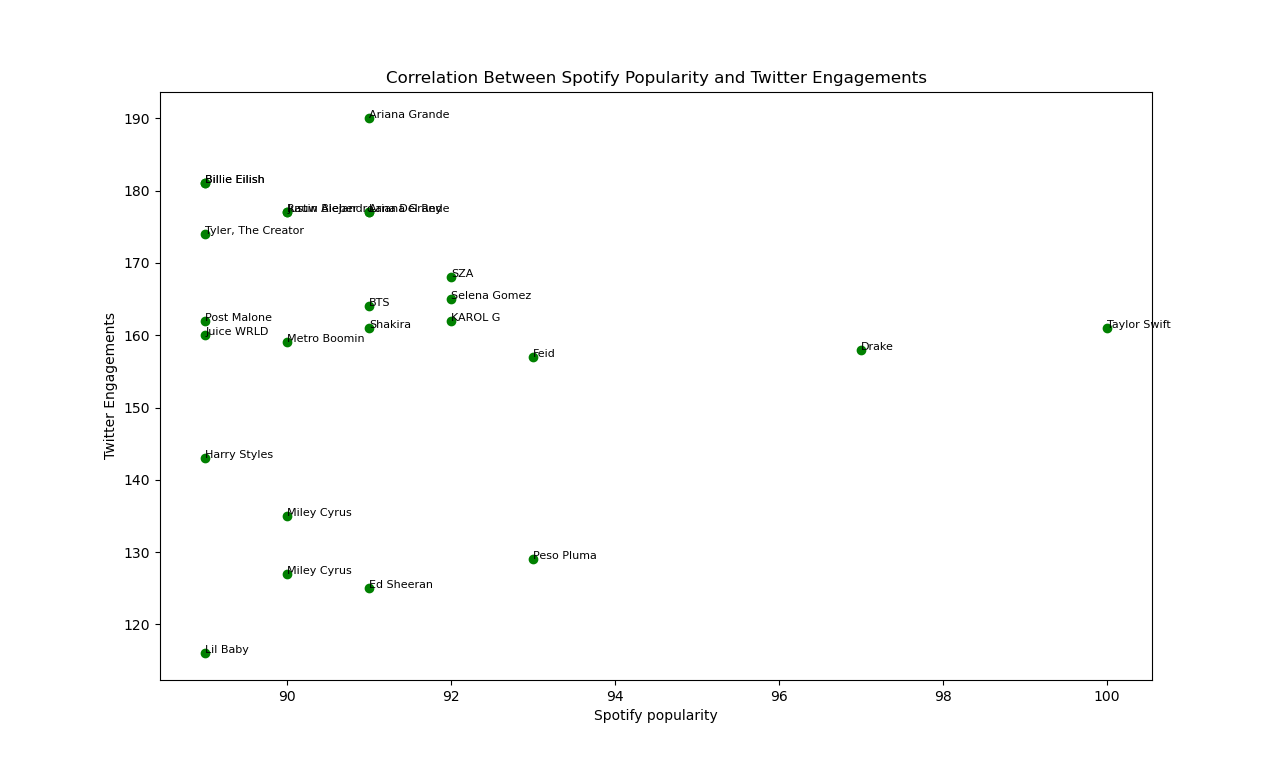 Correlation Between Spotify Popularity and Twitter Engagements
190
180
170
160
150
140
130
120
Twitter Engagements
Ariana Grande
Billie Eilish
Tyler, The Creator
SZA
Selena Gomez
BTS
KAROL G
Post Malone
Shakira
Taylor Swift
Juice WRLD
Metro Boomin
Drake
Feid
Harry Styles
Miley Cyrus
Peso Pluma
Miley Cyrus
Ed Sheeran
Lil Baby
90
92
94
96
98
100
Spotify popularity